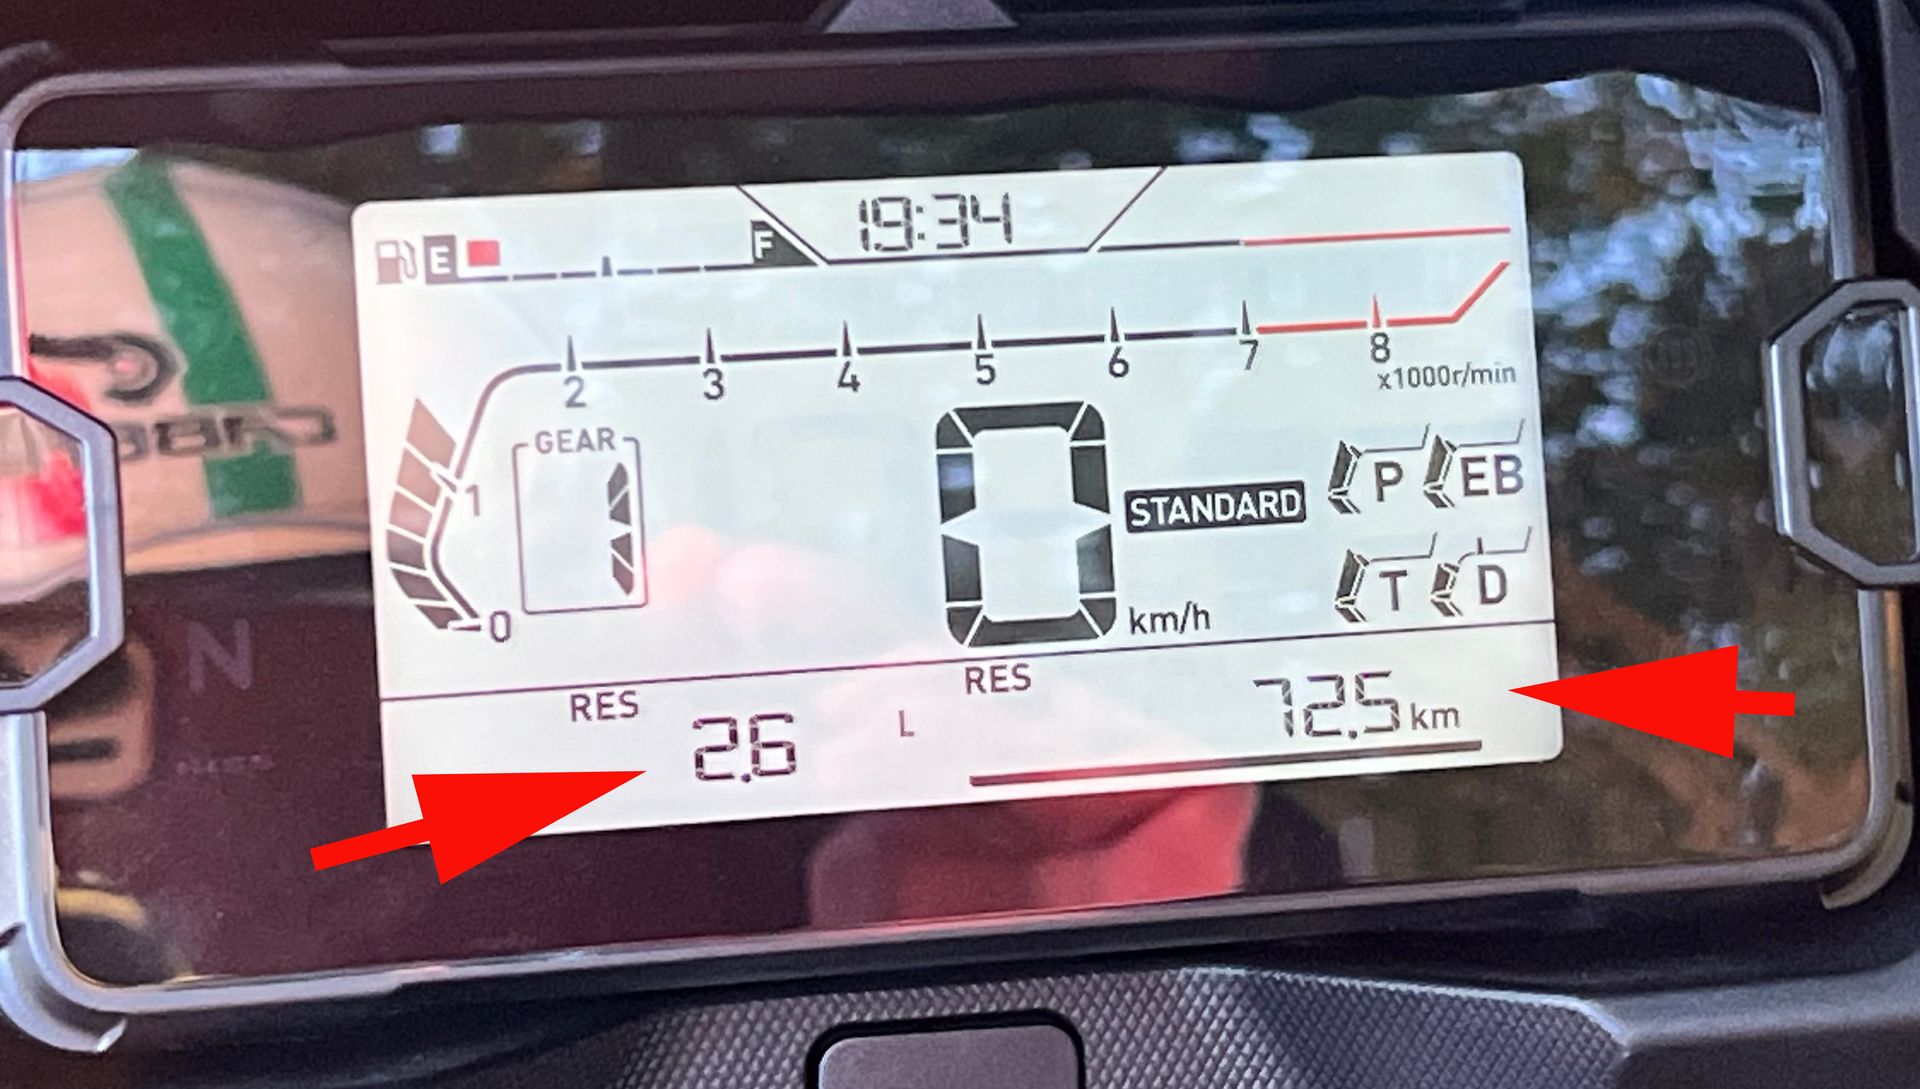 19:34
E F
2 3 4 5 6 7 8
x1000r/min
GEAR
1
1
0
0
km/h
STANDARD
P EB
T D
RES 2.6 L
RES 72.5 km
N